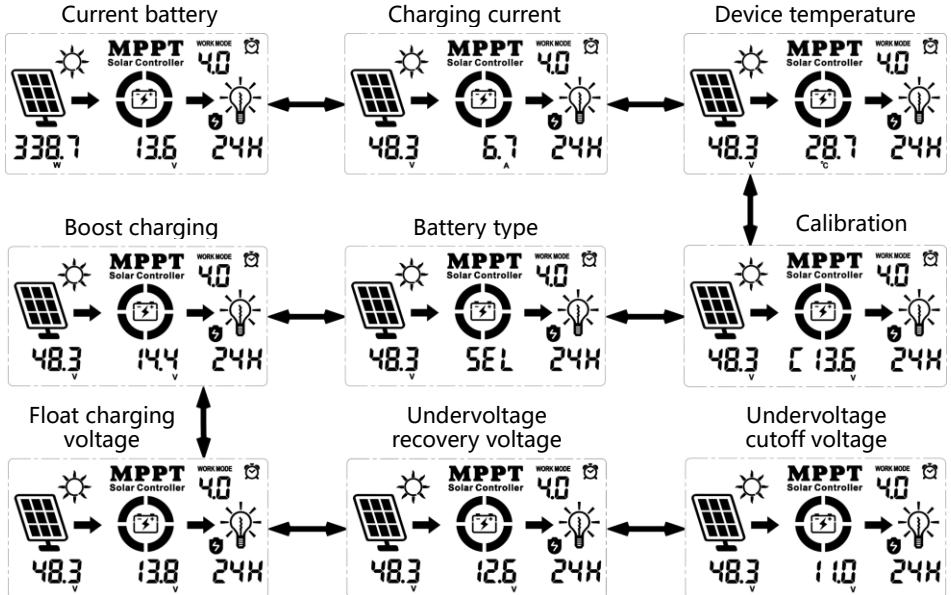 Current battery
MPPT WORK MODE
Solar Controller 4.0
338.7 W 13.6 V 24H
Charging current
MPPT WORK MODE
Solar Controller 4.0
48.3 V 6.7 A 24H
Device temperature
MPPT WORK MODE
Solar Controller 4.0
48.3 V 28.7 °C 24H
Boost charging
MPPT WORK MODE
Solar Controller 4.0
48.3 V 14.4 V 24H
Battery type
MPPT WORK MODE
Solar Controller 4.0
48.3 V SEL 24H
Calibration
MPPT WORK MODE
Solar Controller 4.0
48.3 V C 13.6 V 24H
Float charging
voltage
MPPT WORK MODE
Solar Controller 4.0
48.3 V 13.8 V 24H
Undervoltage
recovery voltage
MPPT WORK MODE
Solar Controller 4.0
48.3 V 12.6 V 24H
Undervoltage
cutoff voltage
MPPT WORK MODE
Solar Controller 4.0
48.3 V 11.0 V 24H